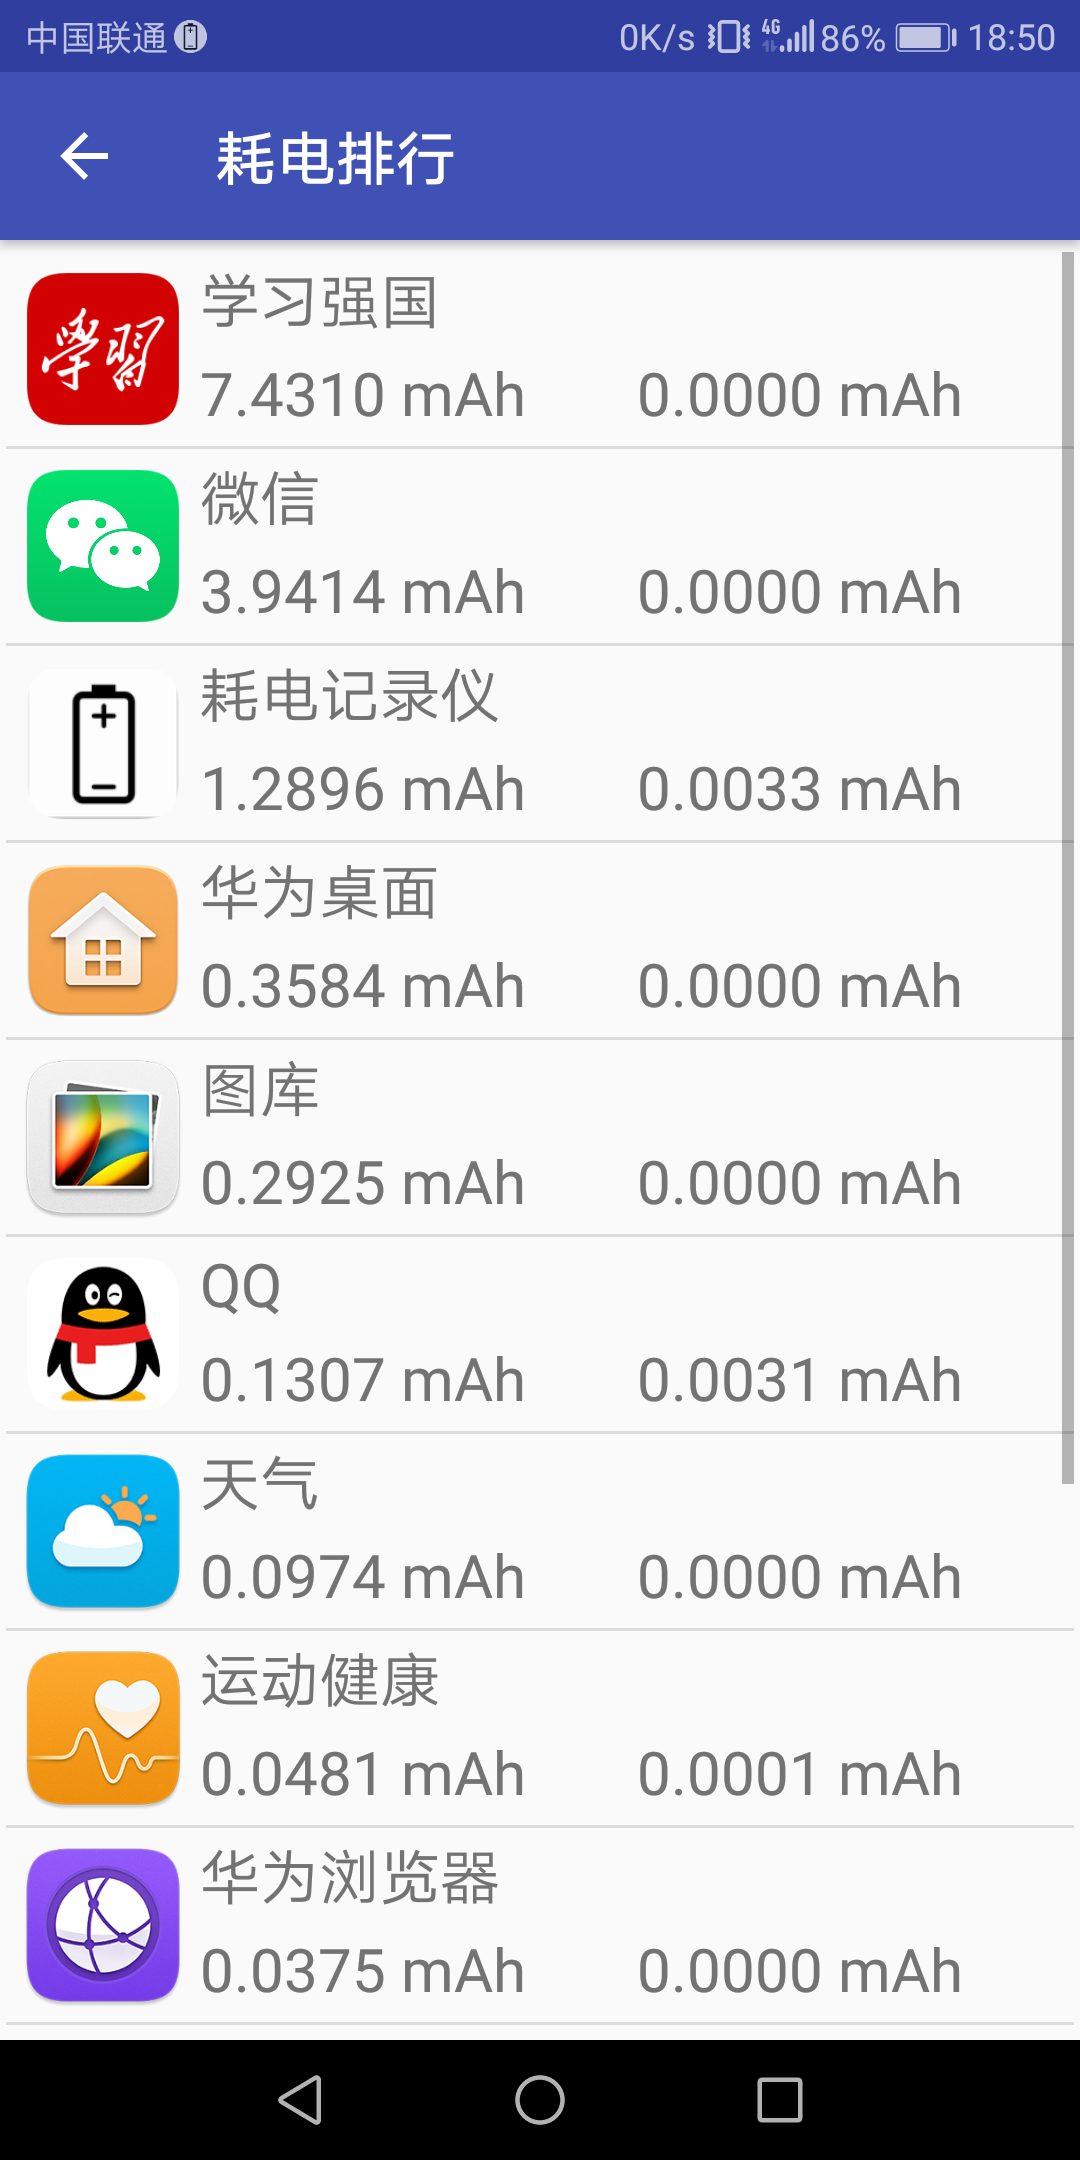 中国联通 0K/s 4G 86% 18:50
耗电排行
學習 学习强国
7.4310 mAh 0.0000 mAh
微信
3.9414 mAh 0.0000 mAh
耗电记录仪
1.2896 mAh 0.0033 mAh
华为桌面
0.3584 mAh 0.0000 mAh
图库
0.2925 mAh 0.0000 mAh
QQ
0.1307 mAh 0.0031 mAh
天气
0.0974 mAh 0.0000 mAh
运动健康
0.0481 mAh 0.0001 mAh
华为浏览器
0.0375 mAh 0.0000 mAh